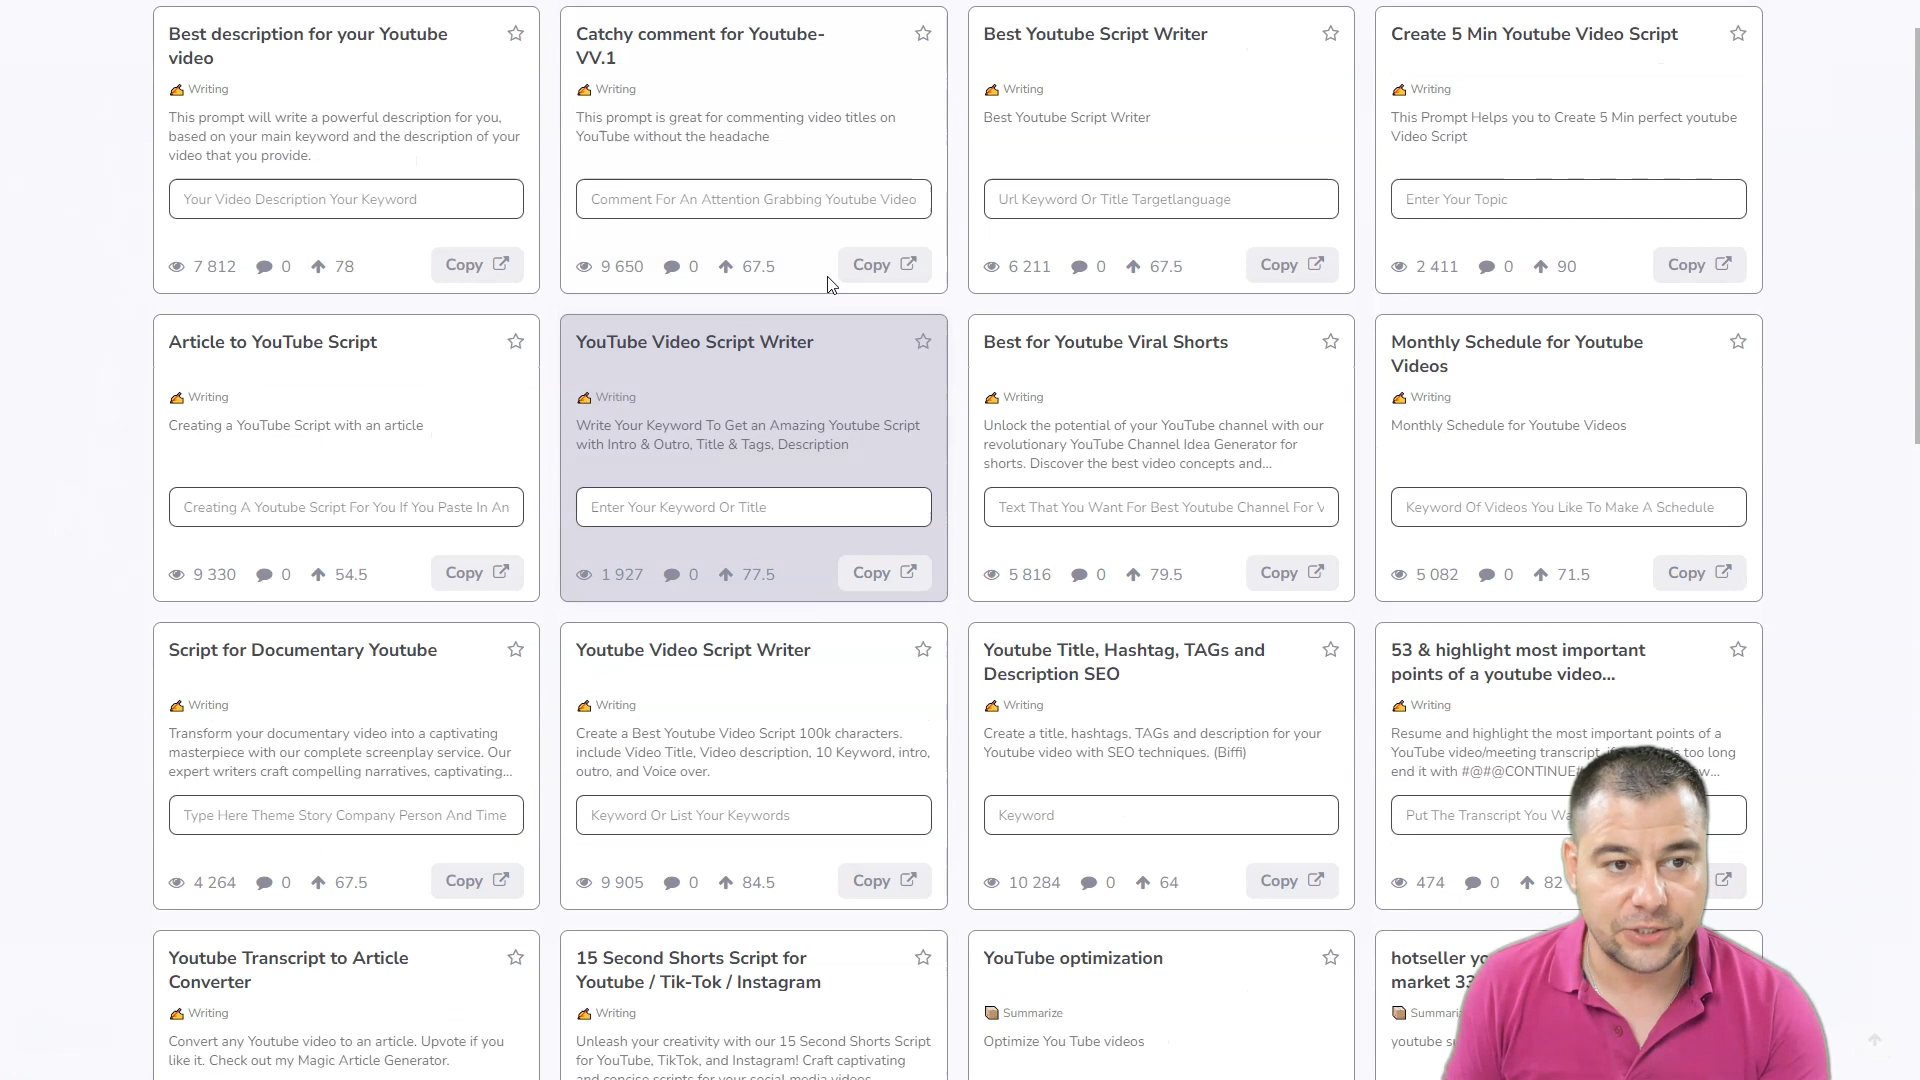 Best description for your Youtube
video
Writing
This prompt will write a powerful description for you,
based on your main keyword and the description of your
video that you provide.
Your Video Description Your Keyword
7 812 0 78 Copy
Catchy comment for Youtube-
VV.1
Writing
This prompt is great for commenting video titles on
YouTube without the headache
Comment For An Attention Grabbing Youtube Video
9 650 0 67.5 Copy
Best Youtube Script Writer
Writing
Best Youtube Script Writer
Url Keyword Or Title Targetlanguage
6 211 0 67.5 Copy
Create 5 Min Youtube Video Script
Writing
This Prompt Helps you to Create 5 Min perfect youtube
Video Script
Enter Your Topic
2 411 0 90 Copy
Article to YouTube Script
Writing
Creating a YouTube Script with an article
Creating A Youtube Script For You If You Paste In An
9 330 0 54.5 Copy
YouTube Video Script Writer
Writing
Write Your Keyword To Get an Amazing Youtube Script
with Intro & Outro, Title & Tags, Description
Enter Your Keyword Or Title
1 927 0 77.5 Copy
Best for Youtube Viral Shorts
Writing
Unlock the potential of your YouTube channel with our
revolutionary YouTube Channel Idea Generator for
shorts. Discover the best video concepts and...
Text That You Want For Best Youtube Channel For V
5 816 0 79.5 Copy
Monthly Schedule for Youtube
Videos
Writing
Monthly Schedule for Youtube Videos
Keyword Of Videos You Like To Make A Schedule
5 082 0 71.5 Copy
Script for Documentary Youtube
Writing
Transform your documentary video into a captivating
masterpiece with our complete screenplay service. Our
expert writers craft compelling narratives, captivating...
Type Here Theme Story Company Person And Time
4 264 0 67.5 Copy
Youtube Video Script Writer
Writing
Create a Best Youtube Video Script 100k characters.
include Video Title, Video description, 10 Keyword, intro,
outro, and Voice over.
Keyword Or List Your Keywords
9 905 0 84.5 Copy
Youtube Title, Hashtag, TAGs and
Description SEO
Writing
Create a title, hashtags, TAGs and description for your
Youtube video with SEO techniques. (Biffi)
Keyword
10 284 0 64 Copy
53 & highlight most important
points of a youtube video...
Writing
Resume and highlight the most important points of a
YouTube video/meeting transcript, too long
end it with #@#@CONTINUE#
Put The Transcript You
474 0 82
Youtube Transcript to Article
Converter
Writing
Convert any Youtube video to an article. Upvote if you
like it. Check out my Magic Article Generator.
15 Second Shorts Script for
Youtube / Tik-Tok / Instagram
Writing
Unleash your creativity with our 15 Second Shorts Script
for YouTube, TikTok, and Instagram! Craft captivating
and concise scripts for your social media videos
YouTube optimization
Summarize
Optimize You Tube videos
hotseller
market
youtube